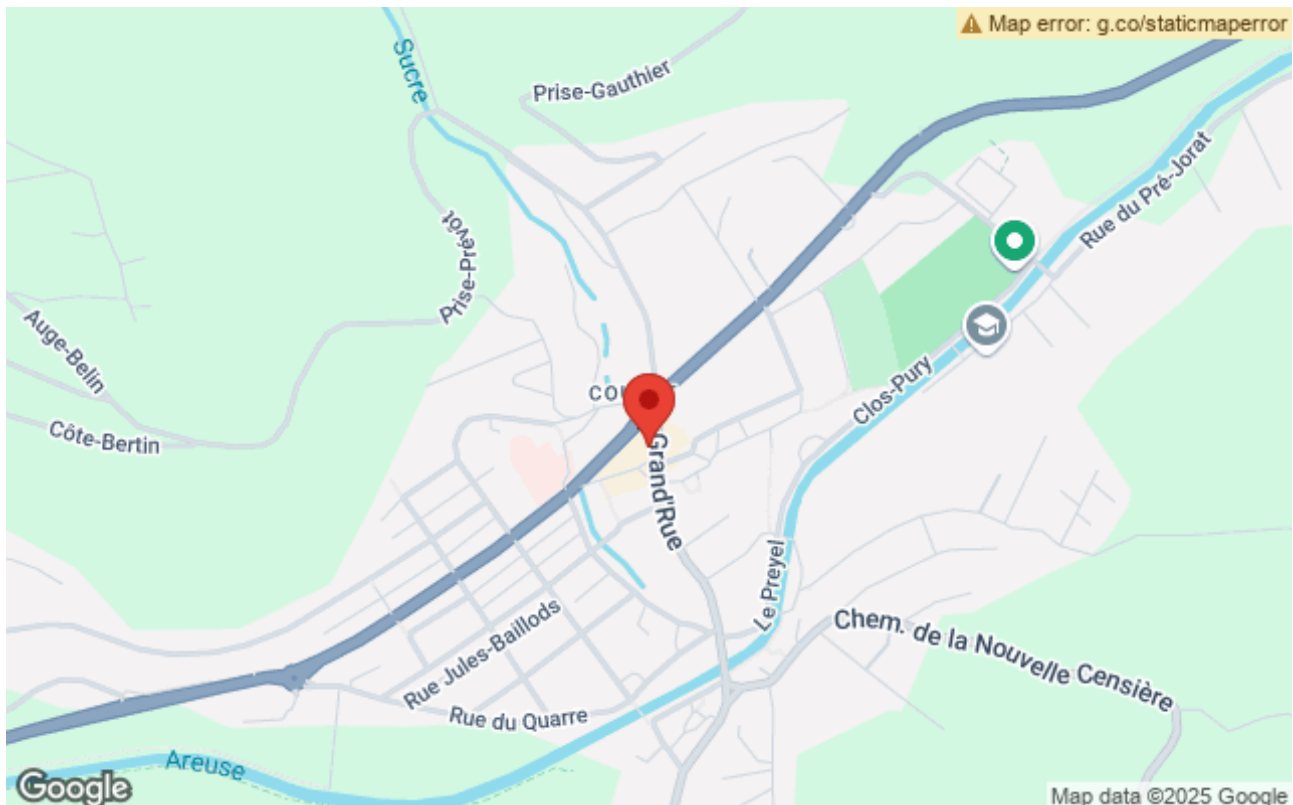 Map error: g.co/staticmaperror
Sucre
Prise-Gauthier
Rue du Pré-Jorat
Prise-Prévôt
Auge-Belin
Côte-Bertin
Clos-Pury
Grand'Rue
Le Preyel
Chem. de la Nouvelle Censière
Rue Jules-Baillods
Rue du Quarre
Areuse
Google
Map data ©2025 Google